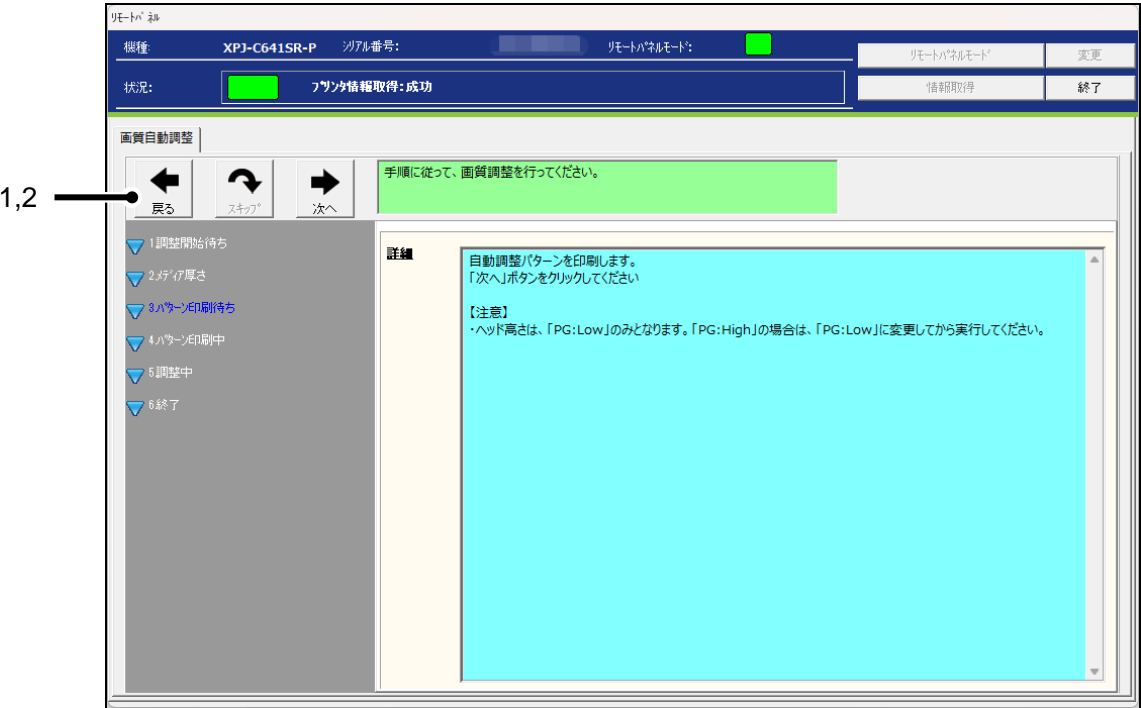 ﾘﾓｰﾄﾊﾟﾈﾙ
機種: XPJ-C641SR-P ｼﾘｱﾙ番号: ﾘﾓｰﾄﾊﾟﾈﾙﾓｰﾄﾞ:
ﾘﾓｰﾄﾊﾟﾈﾙﾓｰﾄﾞ 変更
状況: ﾌﾟﾘﾝﾀ情報取得:成功
情報取得 終了
画質自動調整
1,2
戻る ｽｷｯﾌﾟ 次へ
手順に従って、画質調整を行ってください。
1.調整開始待ち
2.ﾒﾃﾞｨｱ厚さ
3.ﾊﾟﾀｰﾝ印刷待ち
4.ﾊﾟﾀｰﾝ印刷中
5.調整中
6.終了
詳細
自動調整パターンを印刷します。
「次へ」ボタンをクリックしてください
【注意】
・ヘッド高さは、「PG:Low」のみとなります。「PG:High」の場合は、「PG:Low」に変更してから実行してください。